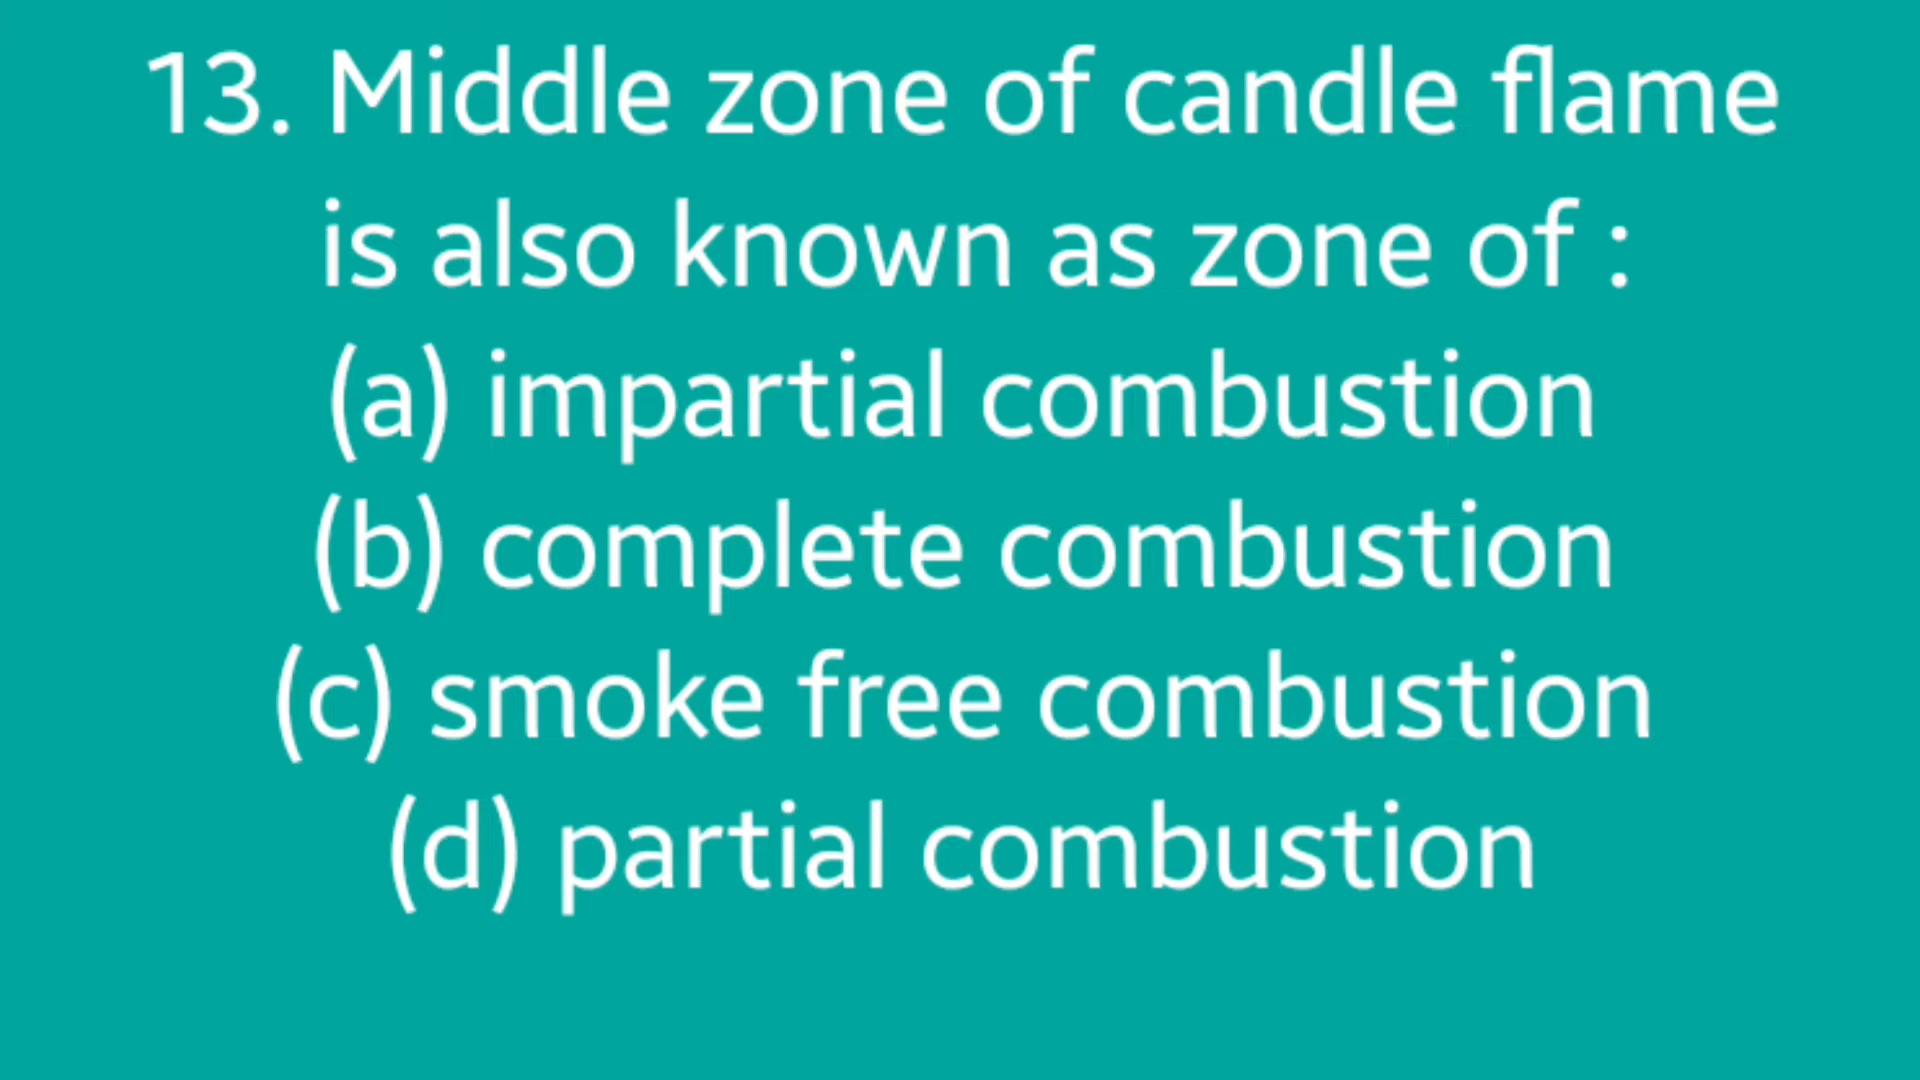 13. Middle zone of candle flame
is also known as zone of :
(a) impartial combustion
(b) complete combustion
(c) smoke free combustion
(d) partial combustion